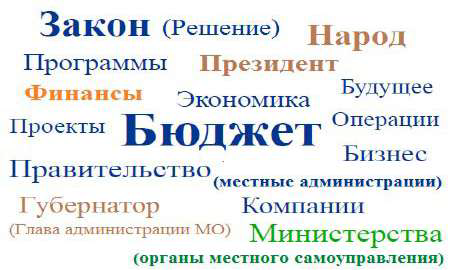 Закон (Решение)
Народ
Программы
Президент
Финансы
Экономика
Будущее
Проекты
Бюджет
Операции
Бизнес
Правительство
(местные администрации)
Губернатор
Компании
(Глава администрации МО)
Министерства
(органы местного самоуправления)